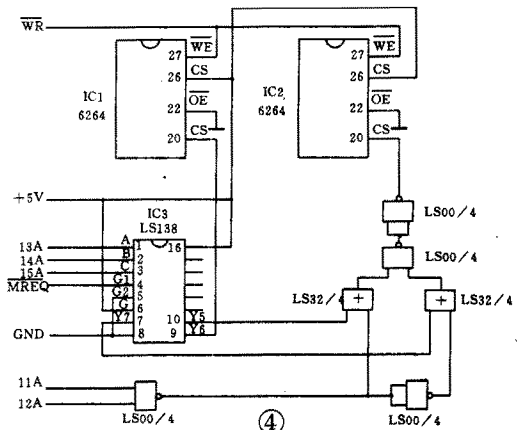 WR
WE
27
CS
26
IC1
6264
OE
22
CS
20
WE
27
CS
26
IC2
6264
OE
22
CS
20
+5V
IC3
LS138
13A
A
1
16
14A
B
2
15A
C
3
MREQ
G1
4
G2
5
G
6
Y7
7
10
Y5
GND
8
9
Y6
LS00/4
LS00/4
LS32/4
+
+
LS32/4
11A
12A
LS00/4
LS00/4
④